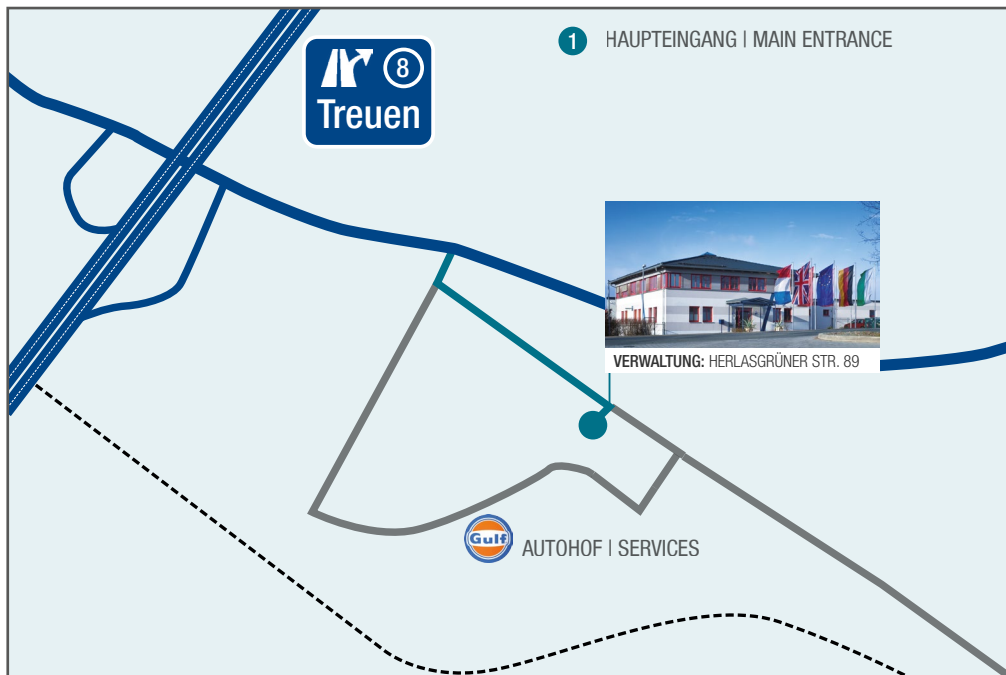 1 HAUPTEINGANG | MAIN ENTRANCE
8
Treuen
VERWALTUNG: HERLASGRÜNER STR. 89
Gulf
AUTOHOF | SERVICES